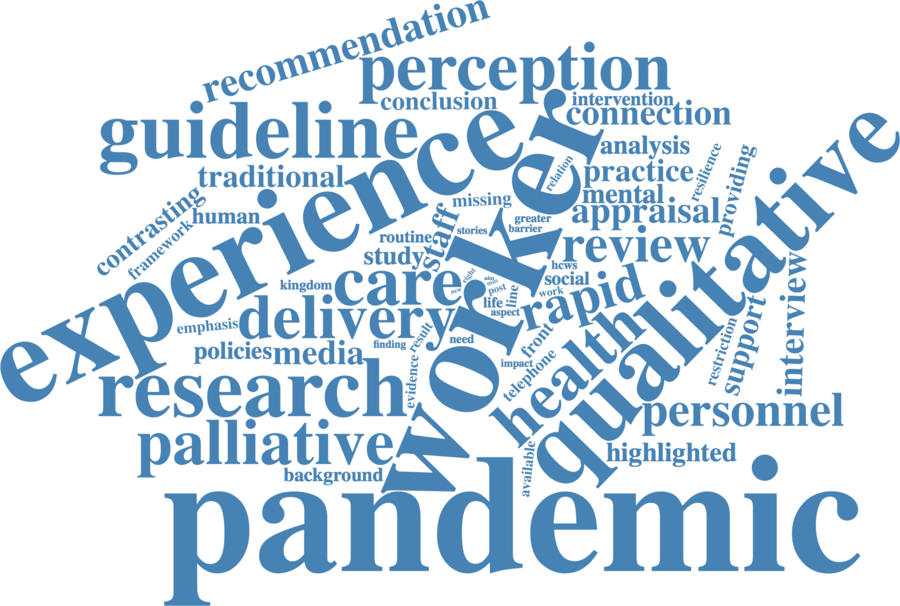 recommendation
perception
conclusion
intervention
connection
guideline
experience
worker
qualitative
analysis
resilience
providing
relation
practice
traditional
mental
missing
appraisal
contrasting
human
framework
staff
greater
barrier
stories
routine
study
review
hcws
social
work
kingdom
care
new
eight
aim
post
life
line
aspect
rapid
interview
emphasis
delivery
finding
result
need
front
health
restriction
support
policies
media
impact
telephone
evidence
research
personnel
palliative
highlighted
background
available
pandemic